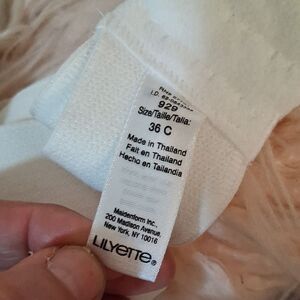 929
Size/Taille/Talla:
36 C
Made in Thailand
Fait en Thailande
Hecho en Tailandia
Maidenform Inc.,
200 Madison Avenue,
New York, NY 10016
LILYETTE®